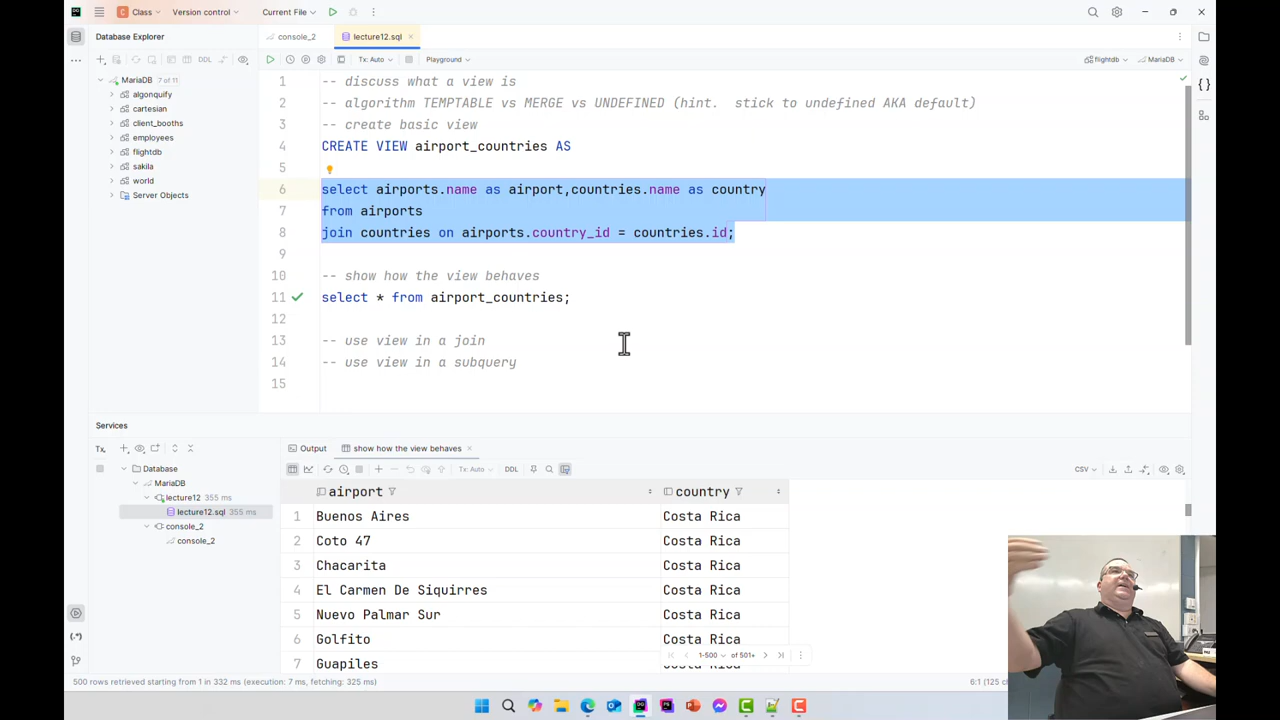 Class
Version control
Current File
Database Explorer
console_2
lecture12.sql
DDL
Tx: Auto
Playground
flightdb
MariaDB
MariaDB 7 of 11
algonquify
cartesian
client_booths
employees
flightdb
sakila
world
Server Objects
1 -- discuss what a view is
2 -- algorithm TEMPTABLE vs MERGE vs UNDEFINED (hint.  stick to undefined AKA default)
3 -- create basic view
4 CREATE VIEW airport_countries AS
5
6 select airports.name as airport,countries.name as country
7 from airports
8 join countries on airports.country_id = countries.id;
9
10 -- show how the view behaves
11 select * from airport_countries;
12
13 -- use view in a join
14 -- use view in a subquery
15
Services
Tx
Database
MariaDB
lecture12 355 ms
lecture12.sql 355 ms
console_2
console_2
Output
show how the view behaves
Tx: Auto
DDL
CSV
airport country
1 Buenos Aires Costa Rica
2 Coto 47 Costa Rica
3 Chacarita Costa Rica
4 El Carmen De Siquirres Costa Rica
5 Nuevo Palmar Sur Costa Rica
6 Golfito Costa Rica
7 Guapiles Costa Rica
1-500 of 501+
500 rows retrieved starting from 1 in 332 ms (execution: 7 ms, fetching: 325 ms)
6:1 (125 c